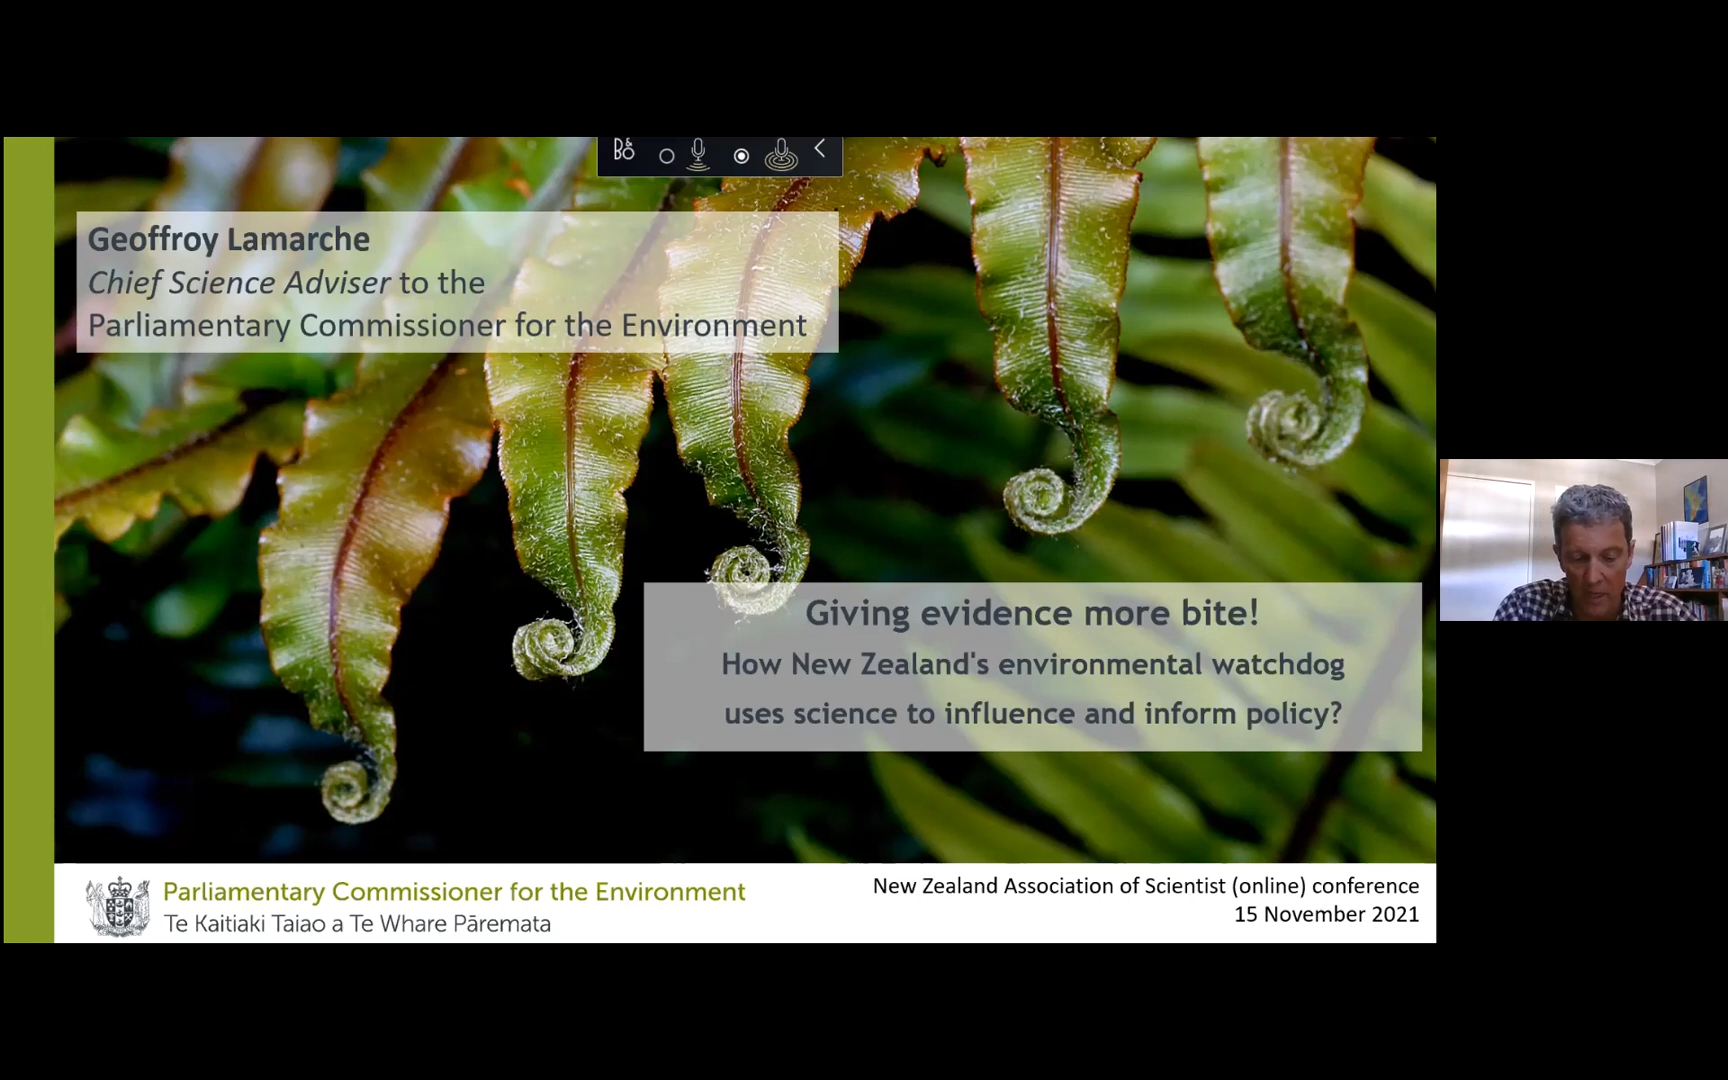 B&O
Geoffroy Lamarche
Chief Science Adviser to the
Parliamentary Commissioner for the Environment
Giving evidence more bite!
How New Zealand's environmental watchdog
uses science to influence and inform policy?
Parliamentary Commissioner for the Environment
Te Kaitiaki Taiao a Te Whare Pāremata
New Zealand Association of Scientist (online) conference
15 November 2021